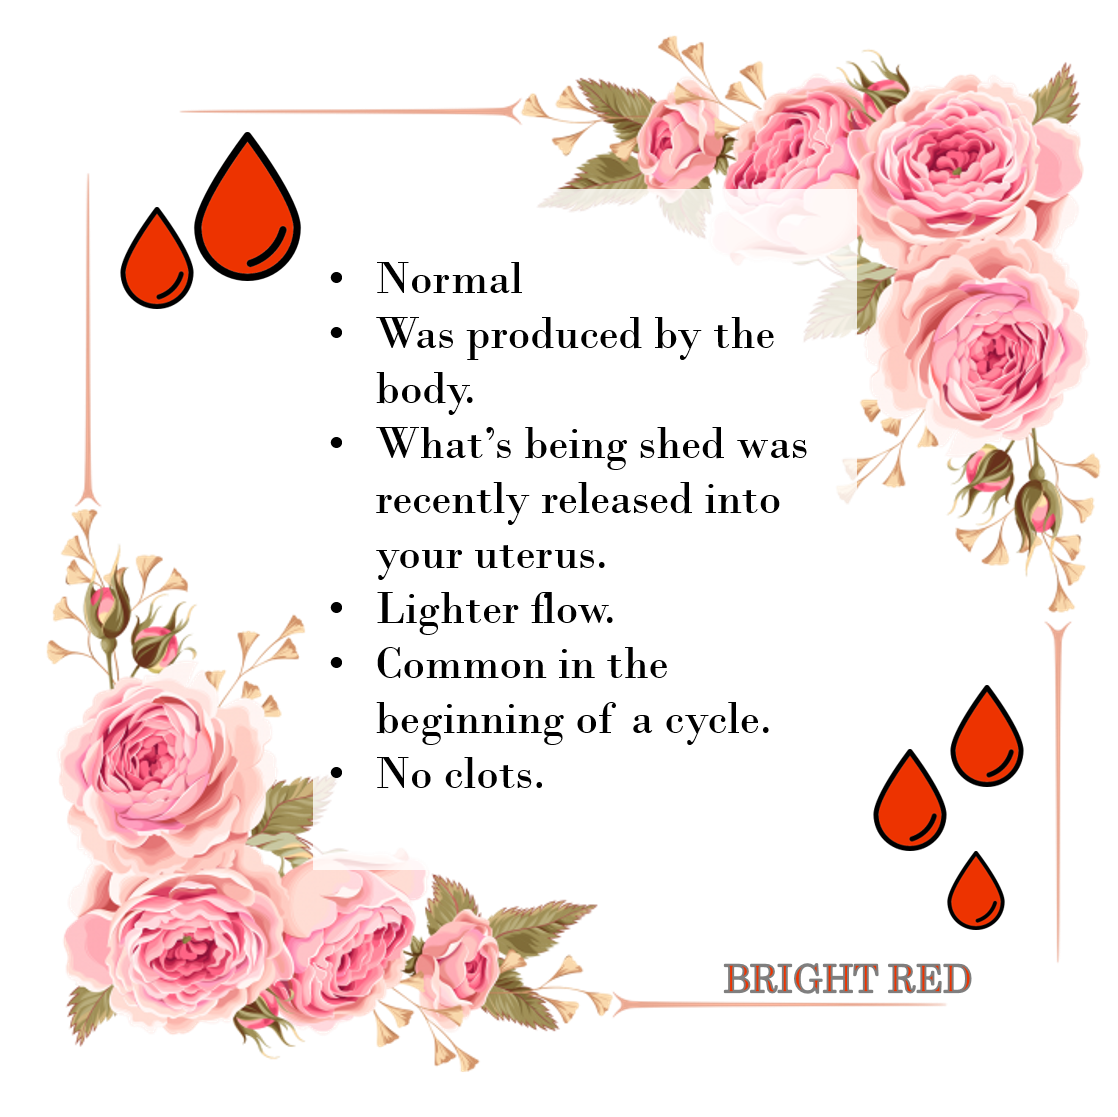 • Normal
• Was produced by the
body.
• What’s being shed was
recently released into
your uterus.
• Lighter flow.
• Common in the
beginning of a cycle.
• No clots.
BRIGHT RED